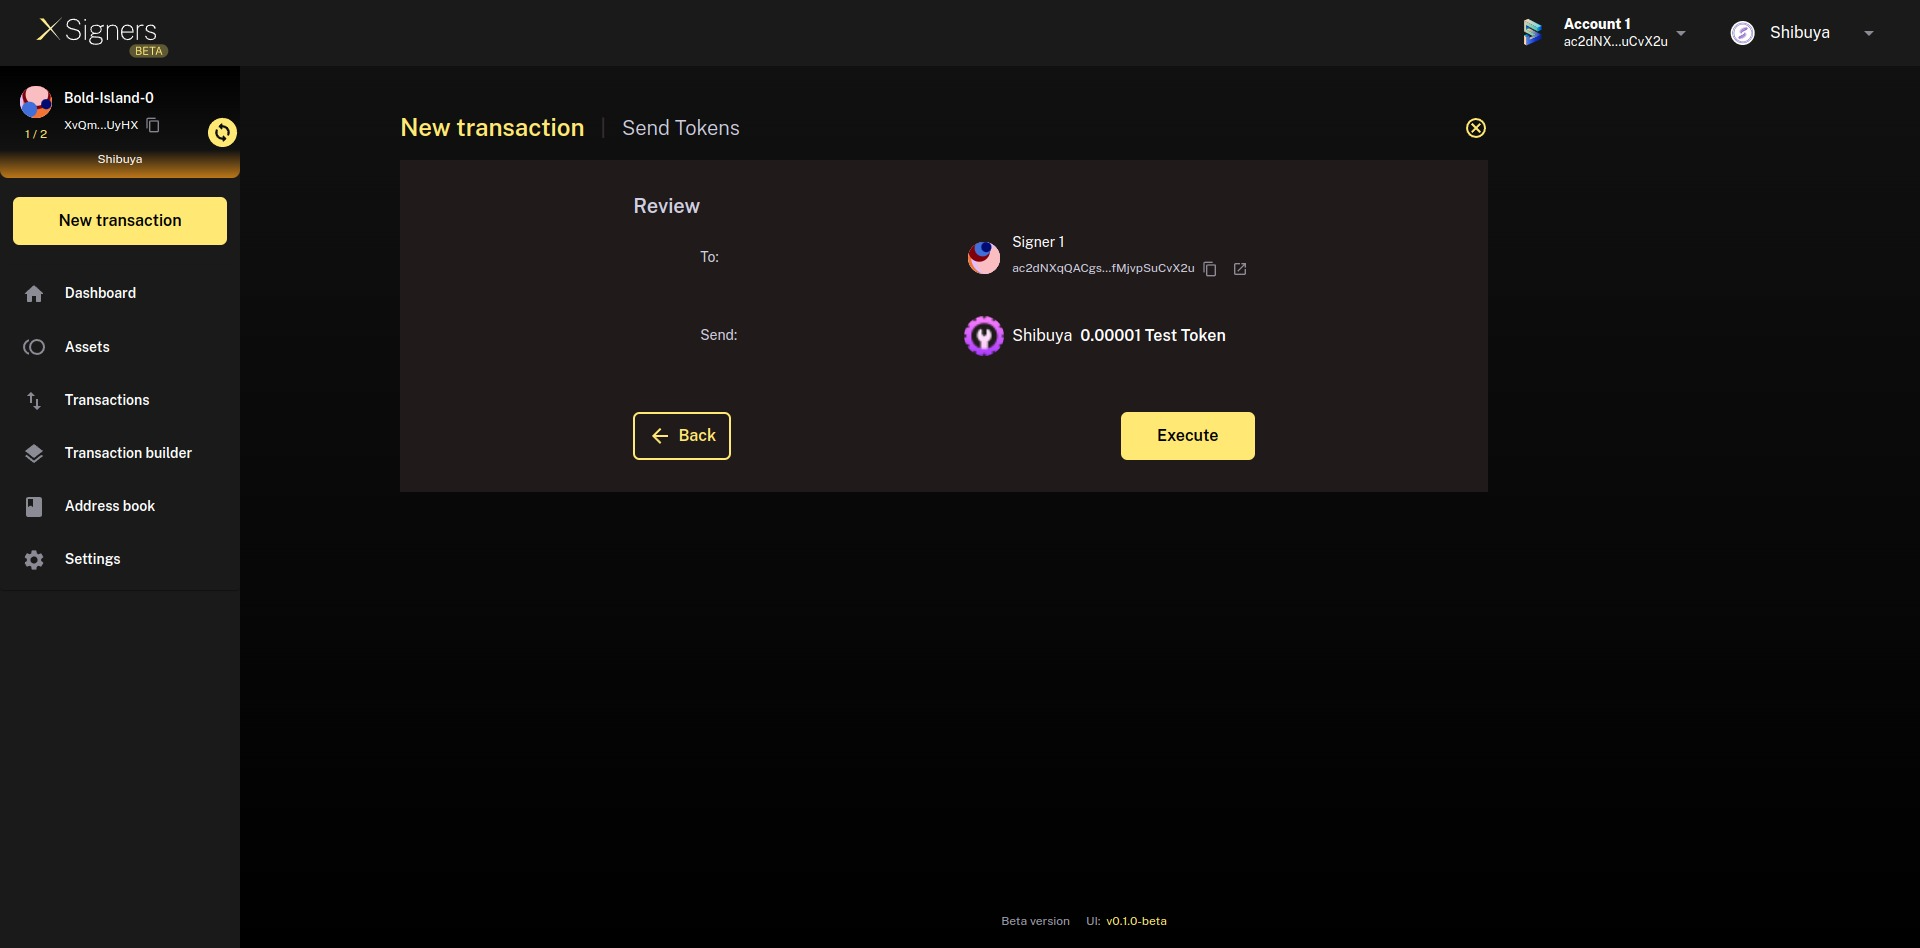 XSigners
BETA
Account 1
ac2dNX...uCvX2u
Shibuya
Bold-Island-0
XvQm...UyHX
1 / 2
Shibuya
New transaction
Dashboard
Assets
Transactions
Transaction builder
Address book
Settings
New transaction | Send Tokens
Review
To:
Signer 1
ac2dNXqQACgs...fMjvpSuCvX2u
Send:
Shibuya 0.00001 Test Token
Back
Execute
Beta version UI: v0.1.0-beta